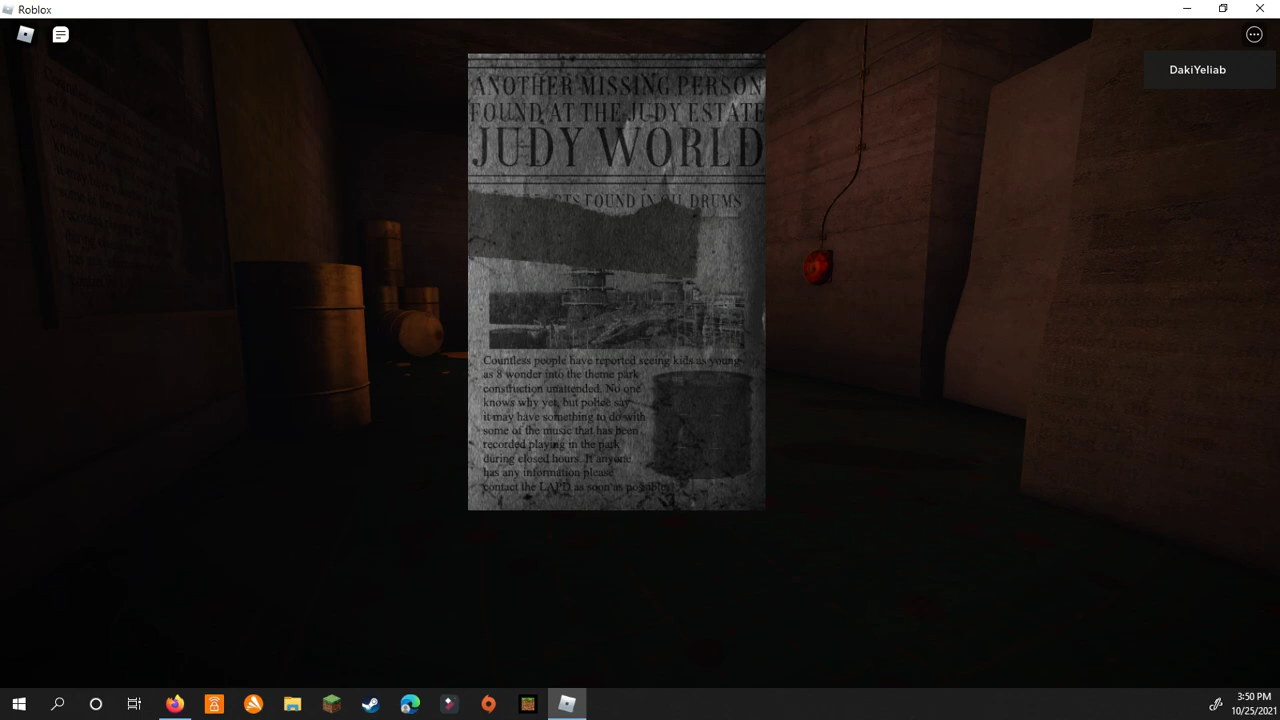 Roblox
DakiYeliab
ANOTHER MISSING PERSON
FOUND AT THE JUDY ESTATE
JUDY WORLD
FOUND IN OIL DRUMS
Countless people have reported seeing kids as young
as 8 wonder into the theme park
construction unattended. No one
knows why yet, but police say
it may have something to do with
some of the music that has been
recorded playing in the park
during closed hours. If anyone
has any information please
contact the LAPD as soon as possible.
3:50 PM
10/25/2021